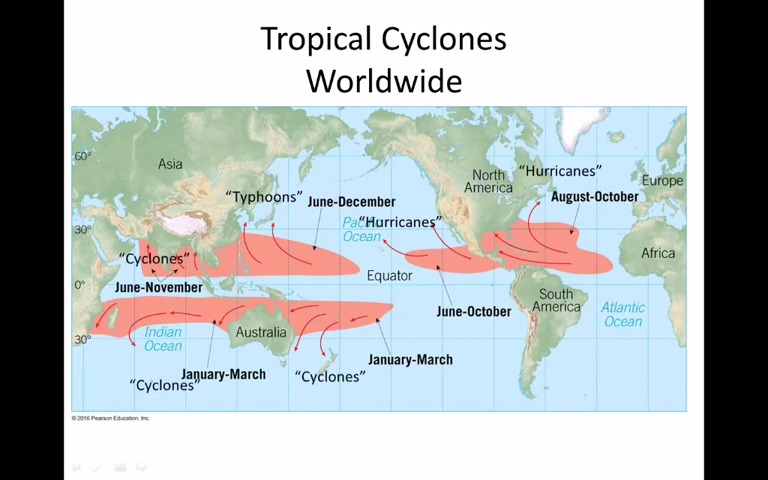 Tropical Cyclones
Worldwide
60°
Asia
North
America
"Hurricanes"
Europe
"Typhoons"
June-December
August-October
30°
Ocean
"Hurricanes"
Africa
"Cyclones"
June-November
Equator
0°
June-October
South
America
Atlantic
Ocean
Indian
Ocean
Australia
30°
January-March
"Cyclones"
"Cyclones"
January-March
© 2016 Pearson Education, Inc.